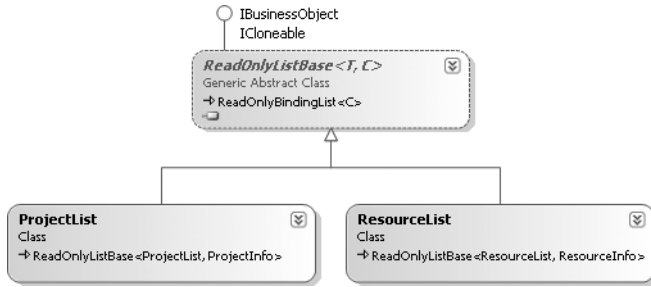 IBusinessObject
ICloneable
ReadOnlyListBase<T, C>
Generic Abstract Class
ReadOnlyBindingList<C>
ProjectList
Class
ReadOnlyListBase<ProjectList, ProjectInfo>
ResourceList
Class
ReadOnlyListBase<ResourceList, ResourceInfo>